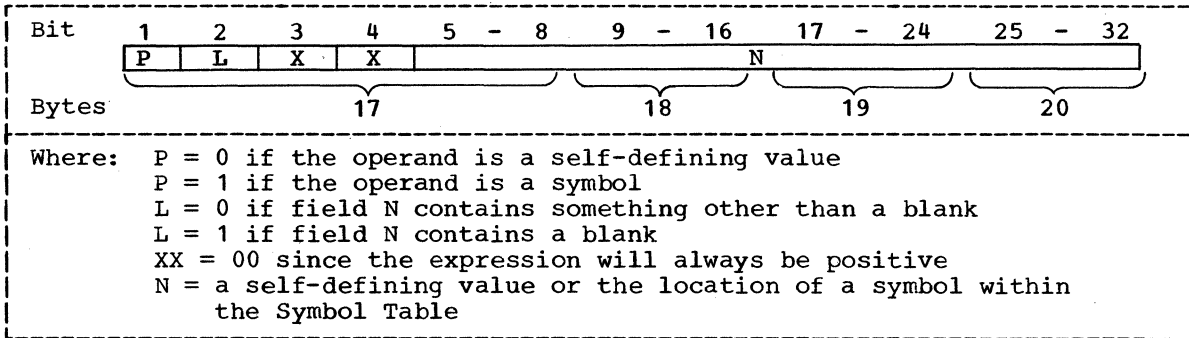 Bit 1 2 3 4 5 - 8 9 - 16 17 - 24 25 - 32
P L X X N
Bytes 17 18 19 20
Where: P = 0 if the operand is a self-defining value
P = 1 if the operand is a symbol
L = 0 if field N contains something other than a blank
L = 1 if field N contains a blank
XX = 00 since the expression will always be positive
N = a self-defining value or the location of a symbol within
the Symbol Table